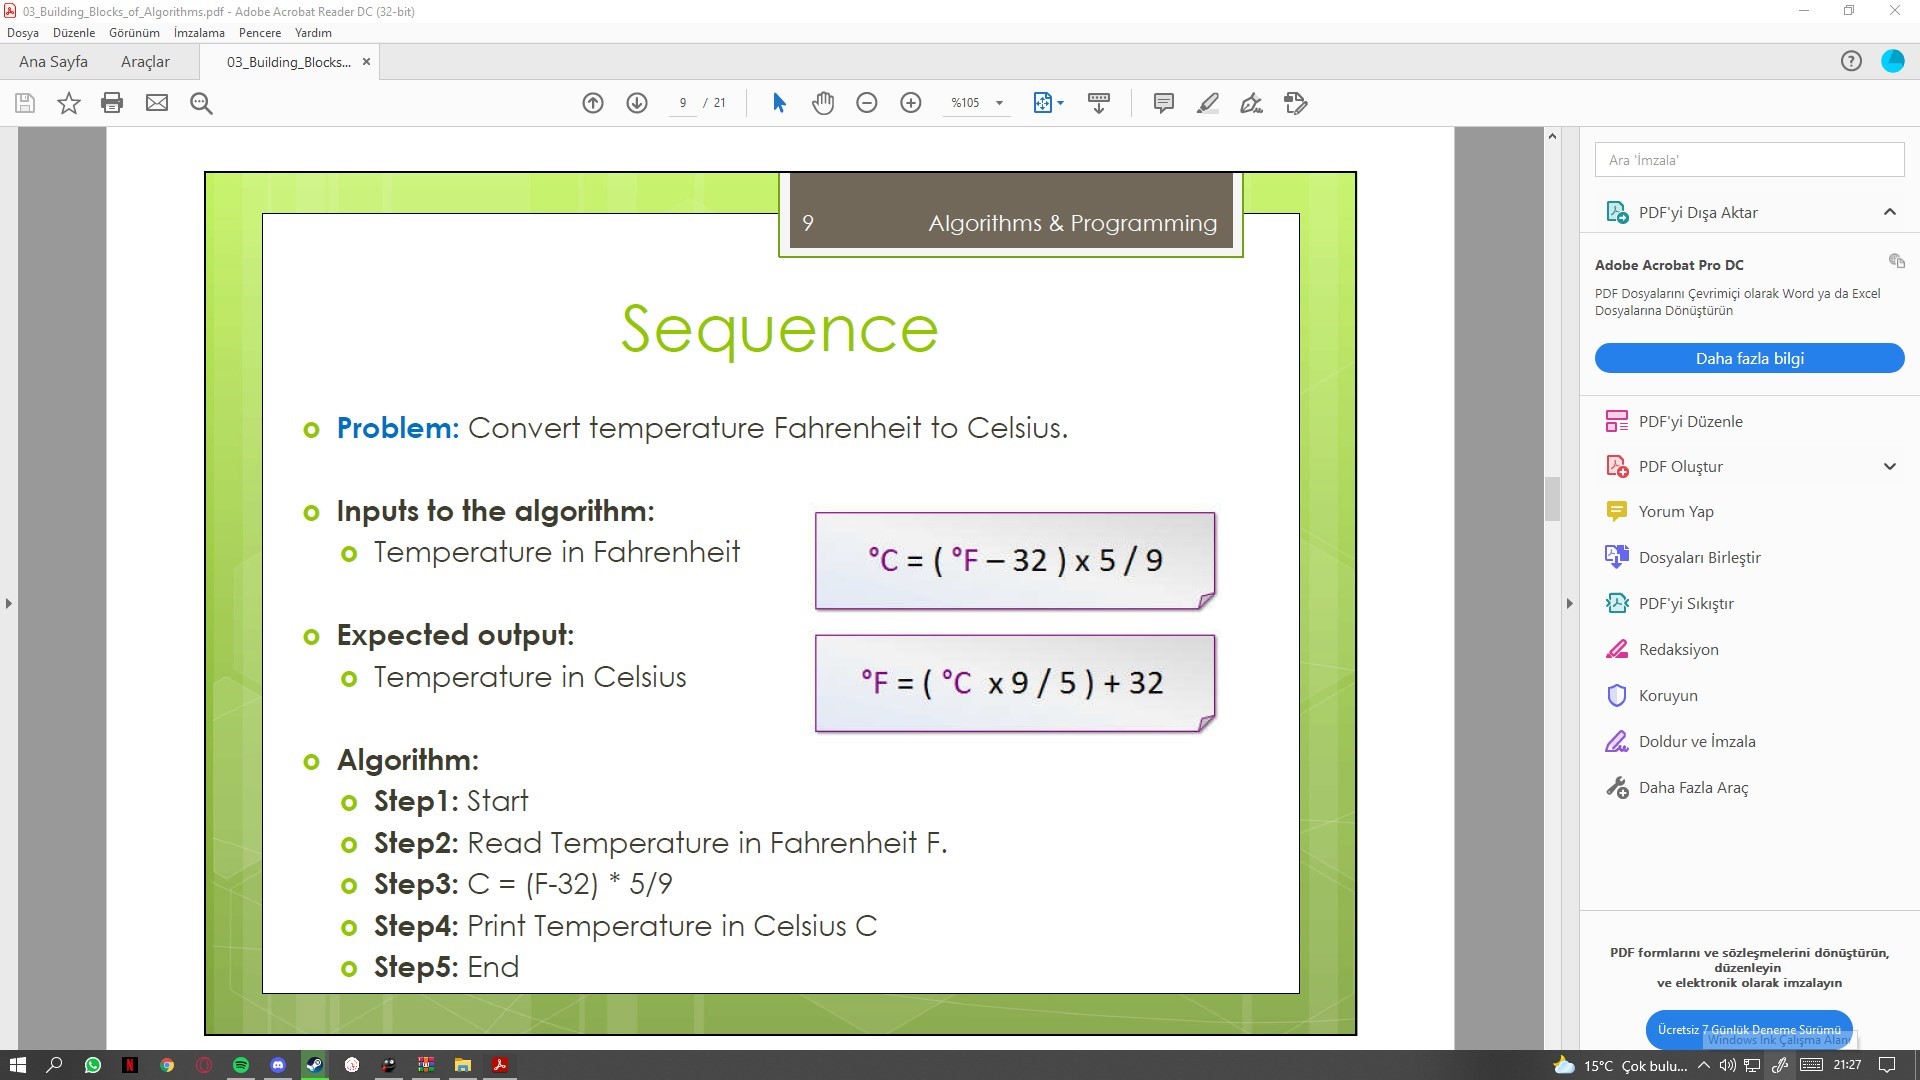 03_Building_Blocks_of_Algorithms.pdf - Adobe Acrobat Reader DC (32-bit)
Dosya Düzenle Görünüm İmzalama Pencere Yardım
Ana Sayfa Araçlar 03_Building_Blocks... ×
9 / 21 %105
Ara 'İmzala'
PDF'yi Dışa Aktar
Adobe Acrobat Pro DC
PDF Dosyalarını Çevrimiçi olarak Word ya da Excel
Dosyalarına Dönüştürün
Daha fazla bilgi
PDF'yi Düzenle
PDF Oluştur
Yorum Yap
Dosyaları Birleştir
PDF'yi Sıkıştır
Redaksiyon
Koruyun
Doldur ve İmzala
Daha Fazla Araç
PDF formlarını ve sözleşmelerini dönüştürün,
düzenleyin
ve elektronik olarak imzalayın
Ücretsiz 7 Günlük Deneme Sürümü
Windows Ink Çalışma Alanı
9 Algorithms & Programming
Sequence
Problem: Convert temperature Fahrenheit to Celsius.
Inputs to the algorithm:
Temperature in Fahrenheit
°C = ( °F – 32 ) x 5 / 9
Expected output:
Temperature in Celsius
°F = ( °C x 9 / 5 ) + 32
Algorithm:
Step1: Start
Step2: Read Temperature in Fahrenheit F.
Step3: C = (F-32) * 5/9
Step4: Print Temperature in Celsius C
Step5: End
15°C Çok bulu... 21:27